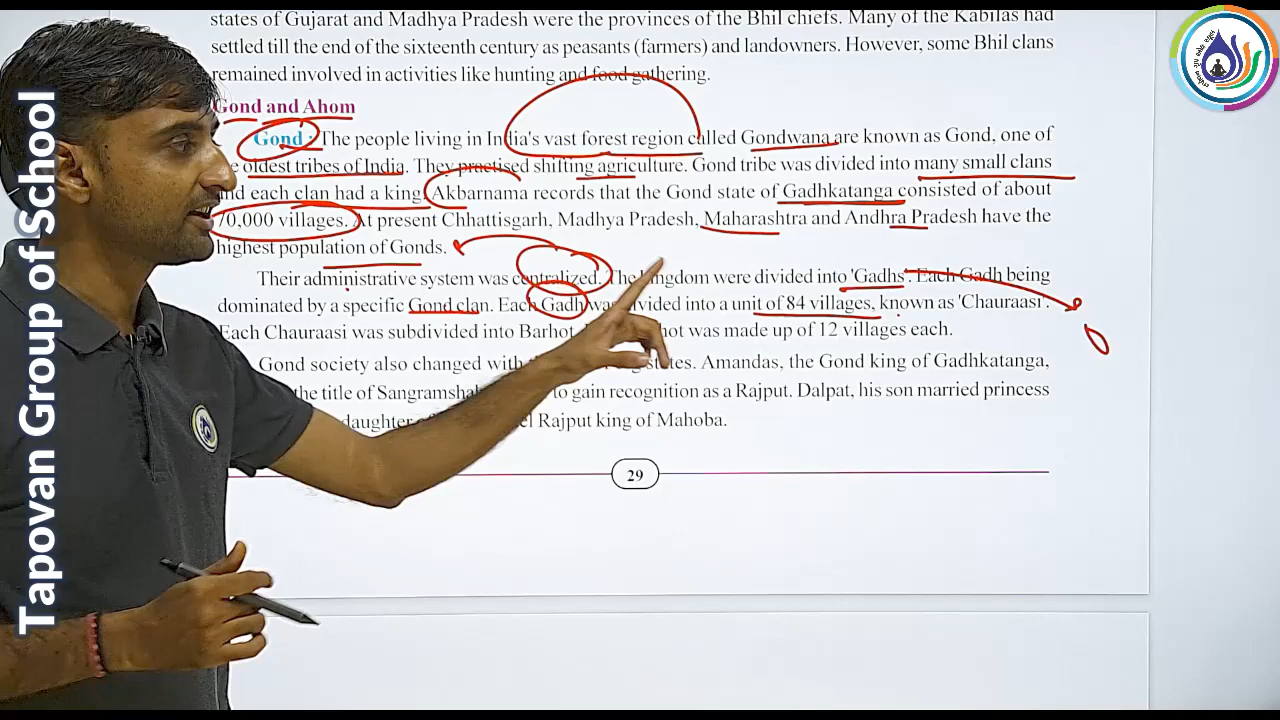 states of Gujarat and Madhya Pradesh were the provinces of the Bhil chiefs. Many of the Kabilas had
settled till the end of the sixteenth century as peasants (farmers) and landowners. However, some Bhil clans
remained involved in activities like hunting and food gathering.
Gond and Ahom
Gond : The people living in India's vast forest region called Gondwana are known as Gond, one of
oldest tribes of India. They practised shifting agriculture. Gond tribe was divided into many small clans
and each clan had a king. Akbarnama records that the Gond state of Gadhkatanga consisted of about
70,000 villages. At present Chhattisgarh, Madhya Pradesh, Maharashtra and Andhra Pradesh have the
highest population of Gonds.
Their administrative system was centralized. The kingdom were divided into 'Gadhs'. Each Gadh being
dominated by a specific Gond clan. Each Gadh was divided into a unit of 84 villages, known as 'Chauraasi'.
Each Chauraasi was subdivided into Barhot. was made up of 12 villages each.
Gond society also changed with states. Amandas, the Gond king of Gadhkatanga,
the title of Sangramshah to gain recognition as a Rajput. Dalpat, his son married princess
daughter Rajput king of Mahoba.
29
Tapovan Group of School